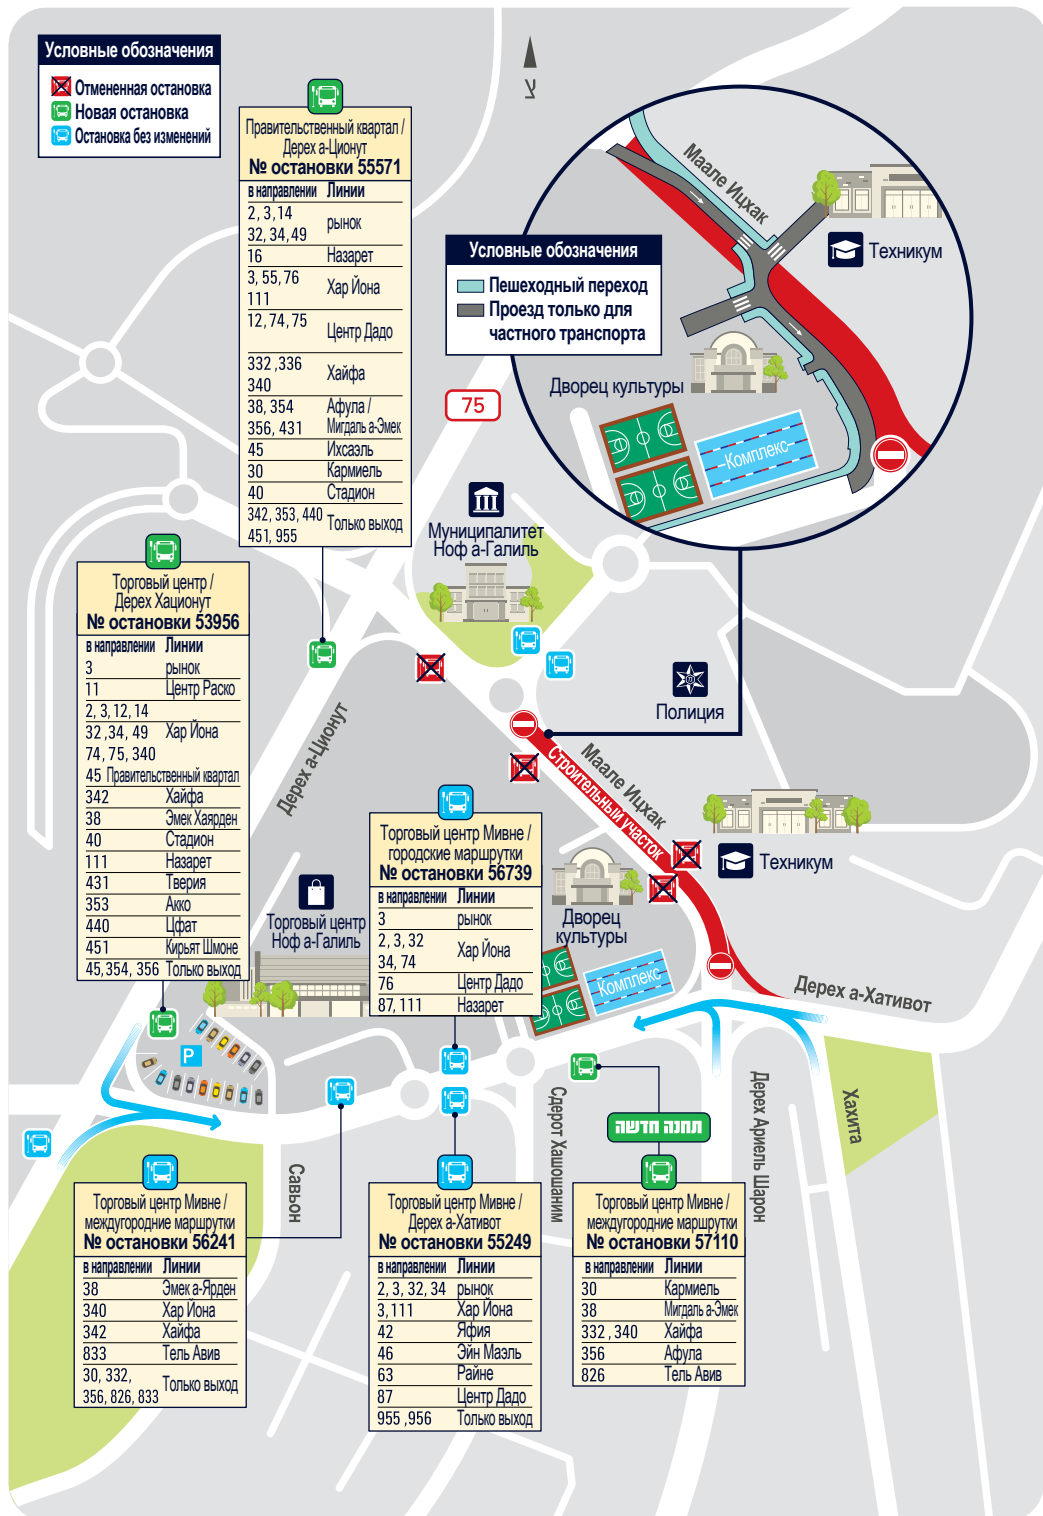 Условные обозначения
Отмененная остановка
Новая остановка
Остановка без изменений
Правительственный квартал /
Дерех а-Ционут
№ остановки 55571
в направлении Линии
2, 3,14
32, 34, 49 рынок
16 Назарет
3, 55, 76
111 Хар Йона
12, 74, 75 Центр Дадо
332 ,336
340 Хайфа
38, 354 Афула /
356, 431 Мигдаль а-Эмек
45 Ихсаэль
30 Кармиель
40 Стадион
342, 353, 440
451, 955 Только выход
Условные обозначения
Пешеходный переход
Проезд только для
частного транспорта
Маале Ицхак
Техникум
Дворец культуры
Комплекс
75
Муниципалитет
Ноф а-Галиль
Торговый центр /
Дерех Хационут
№ остановки 53956
в направлении Линии
3 рынок
11 Центр Раско
2, 3, 12, 14
32 ,34, 49 Хар Йона
74, 75, 340
45 Правительственный квартал
342 Хайфа
38 Эмек Хаярден
40 Стадион
111 Назарет
431 Тверия
353 Акко
440 Цфат
451 Кирьят Шмоне
45, 354, 356 Только выход
Полиция
Дерех а-Ционут
Маале Ицхак
Строительный участок
Техникум
Дворец
культуры
Комплекс
Торговый центр
Ноф а-Галиль
Торговый центр Мивне /
городские маршрутки
№ остановки 56739
в направлении Линии
3 рынок
2, 3, 32
34, 74 Хар Йона
76 Центр Дадо
87, 111 Назарет
Дерех а-Хативот
P
Сдерот Хашошаним
Дерех Ариель Шарон
Хахита
Савьон
תחנה חדשה
Торговый центр Мивне /
междугородние маршрутки
№ остановки 56241
в направлении Линии
38 Эмек а-Ярден
340 Хар Йона
342 Хайфа
833 Тель Авив
30, 332,
356, 826, 833 Только выход
Торговый центр Мивне /
Дерех а-Хативот
№ остановки 55249
в направлении Линии
2, 3, 32, 34 рынок
3, 111 Хар Йона
42 Яфия
46 Эйн Маэль
63 Райне
87 Центр Дадо
955 ,956 Только выход
Торговый центр Мивне /
междугородние маршрутки
№ остановки 57110
в направлении Линии
30 Кармиель
38 Мигдаль а-Эмек
332 , 340 Хайфа
356 Афула
826 Тель Авив